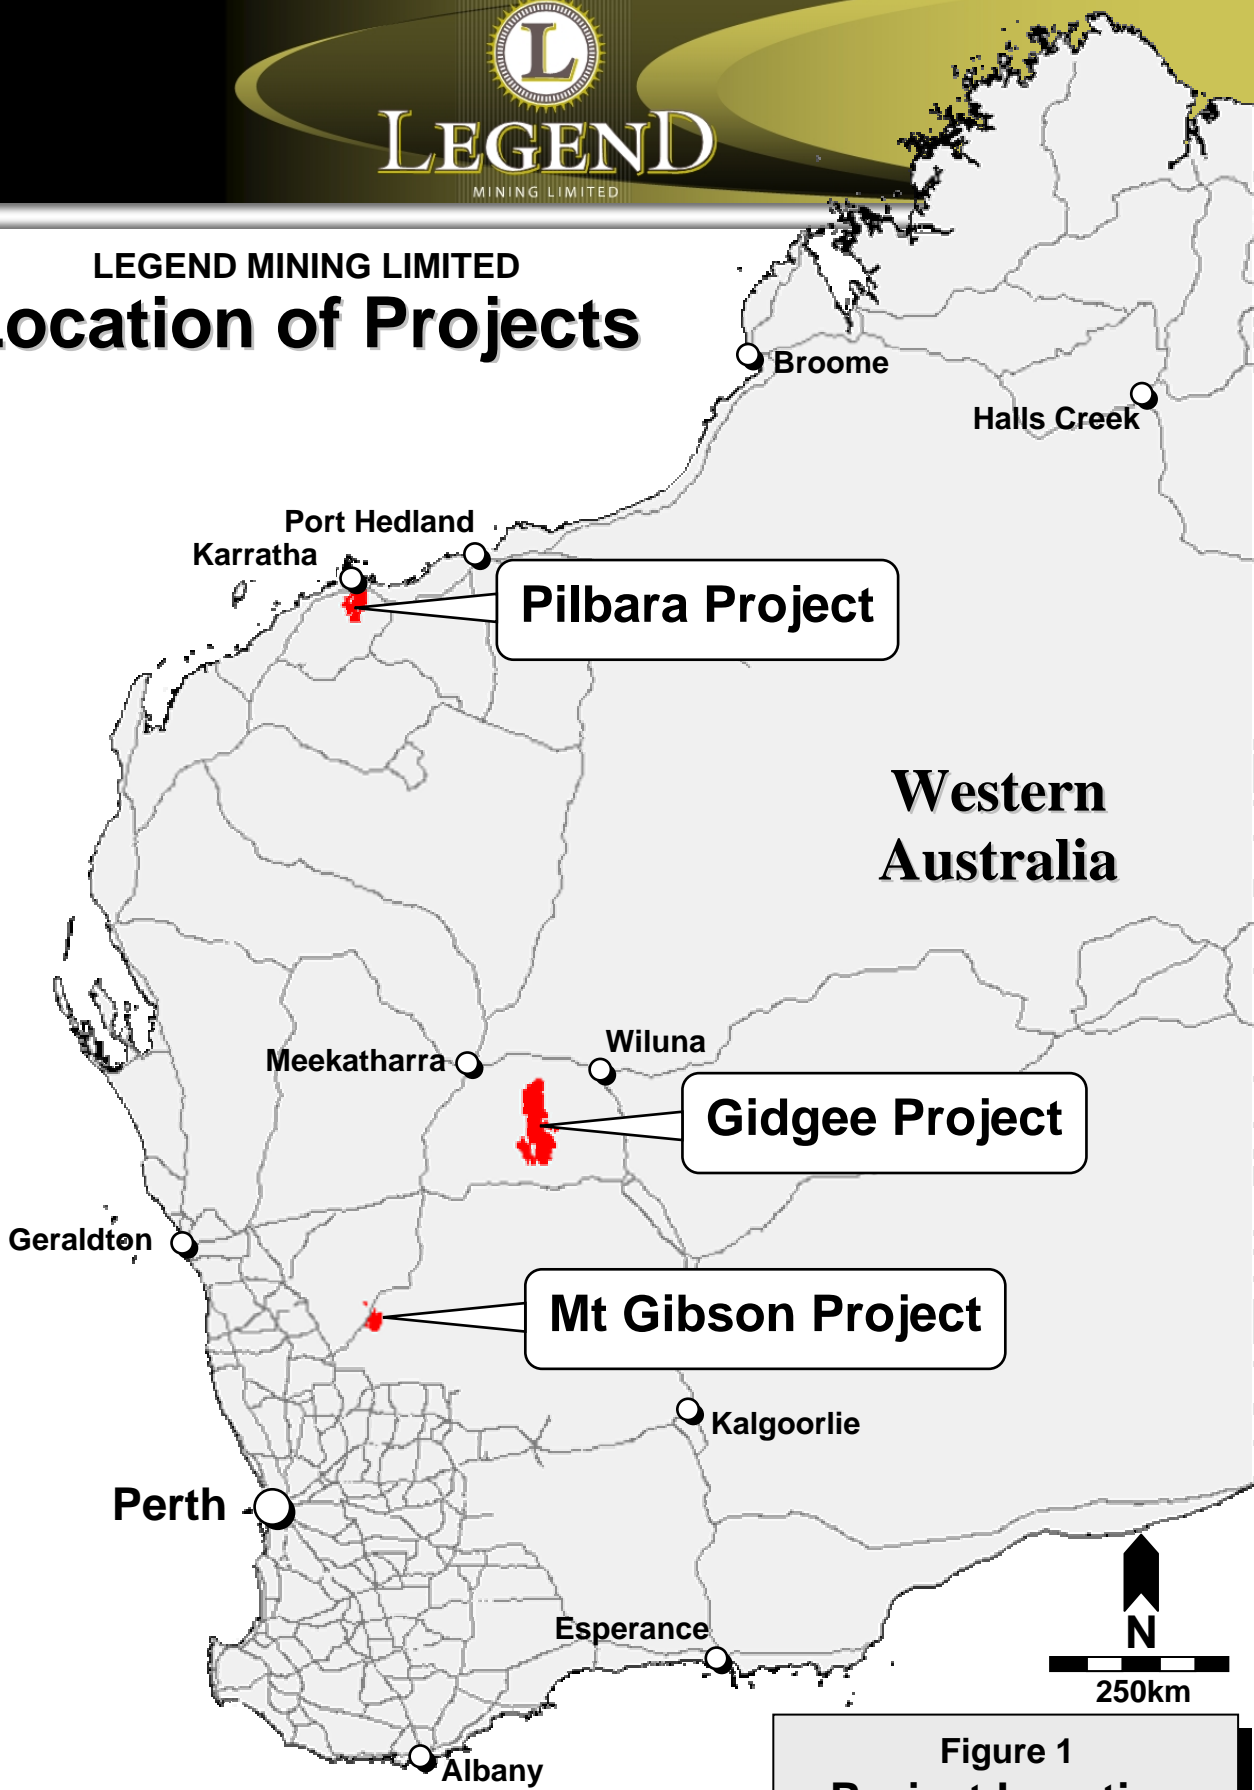 L
LEGEND
MINING LIMITED
LEGEND MINING LIMITED
ocation of Projects
Broome
Halls Creek
Port Hedland
Karratha
Pilbara Project
Western
Australia
Wiluna
Meekatharra
Gidgee Project
Geraldton
Mt Gibson Project
Kalgoorlie
Perth
Esperance
N
250km
Albany
Figure 1